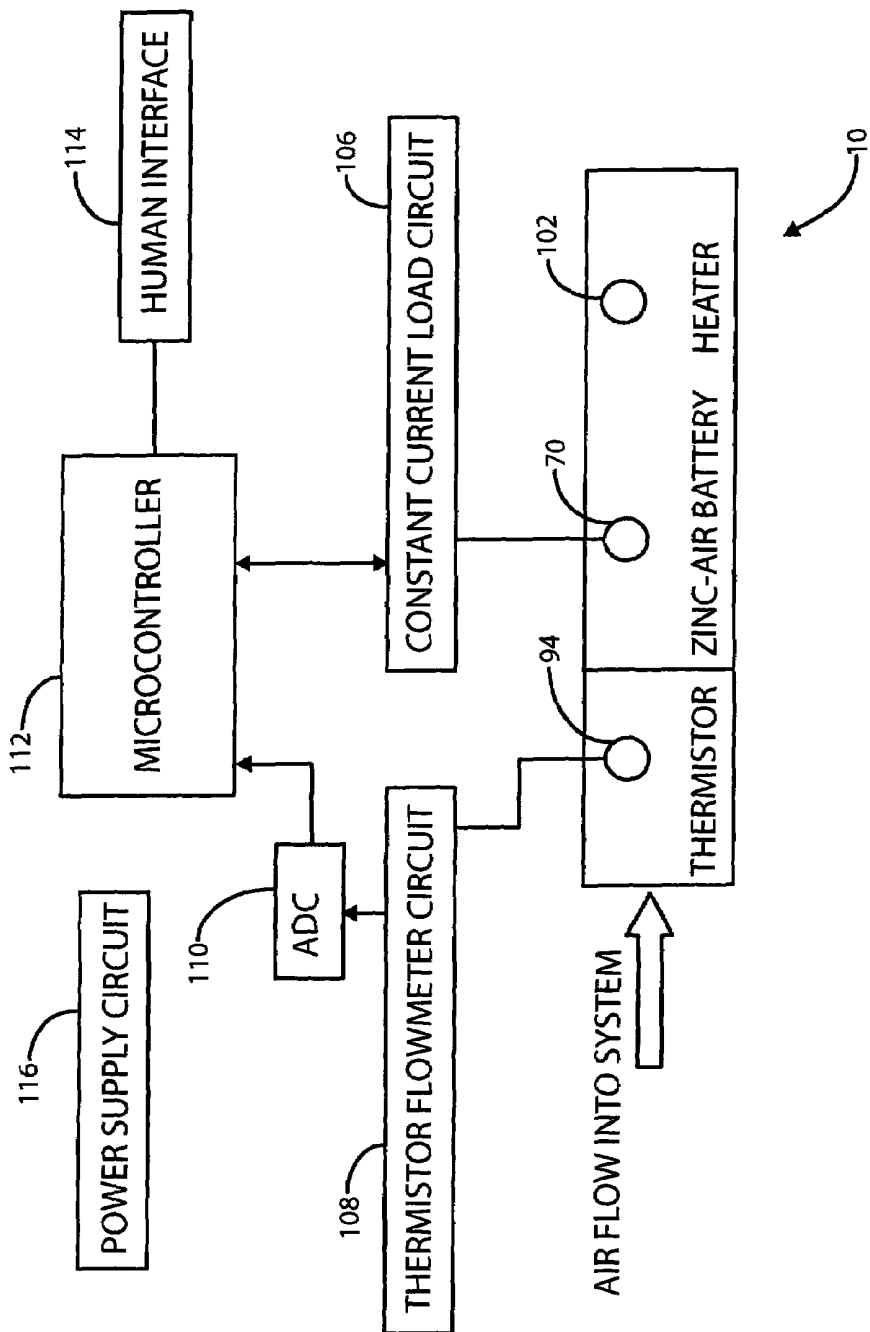 116
POWER SUPPLY CIRCUIT
112
MICROCONTROLLER
114
HUMAN INTERFACE
110
ADC
108
THERMISTOR FLOWMETER CIRCUIT
106
CONSTANT CURRENT LOAD CIRCUIT
AIR FLOW INTO SYSTEM
94
THERMISTOR
70
ZINC-AIR BATTERY
102
HEATER
10